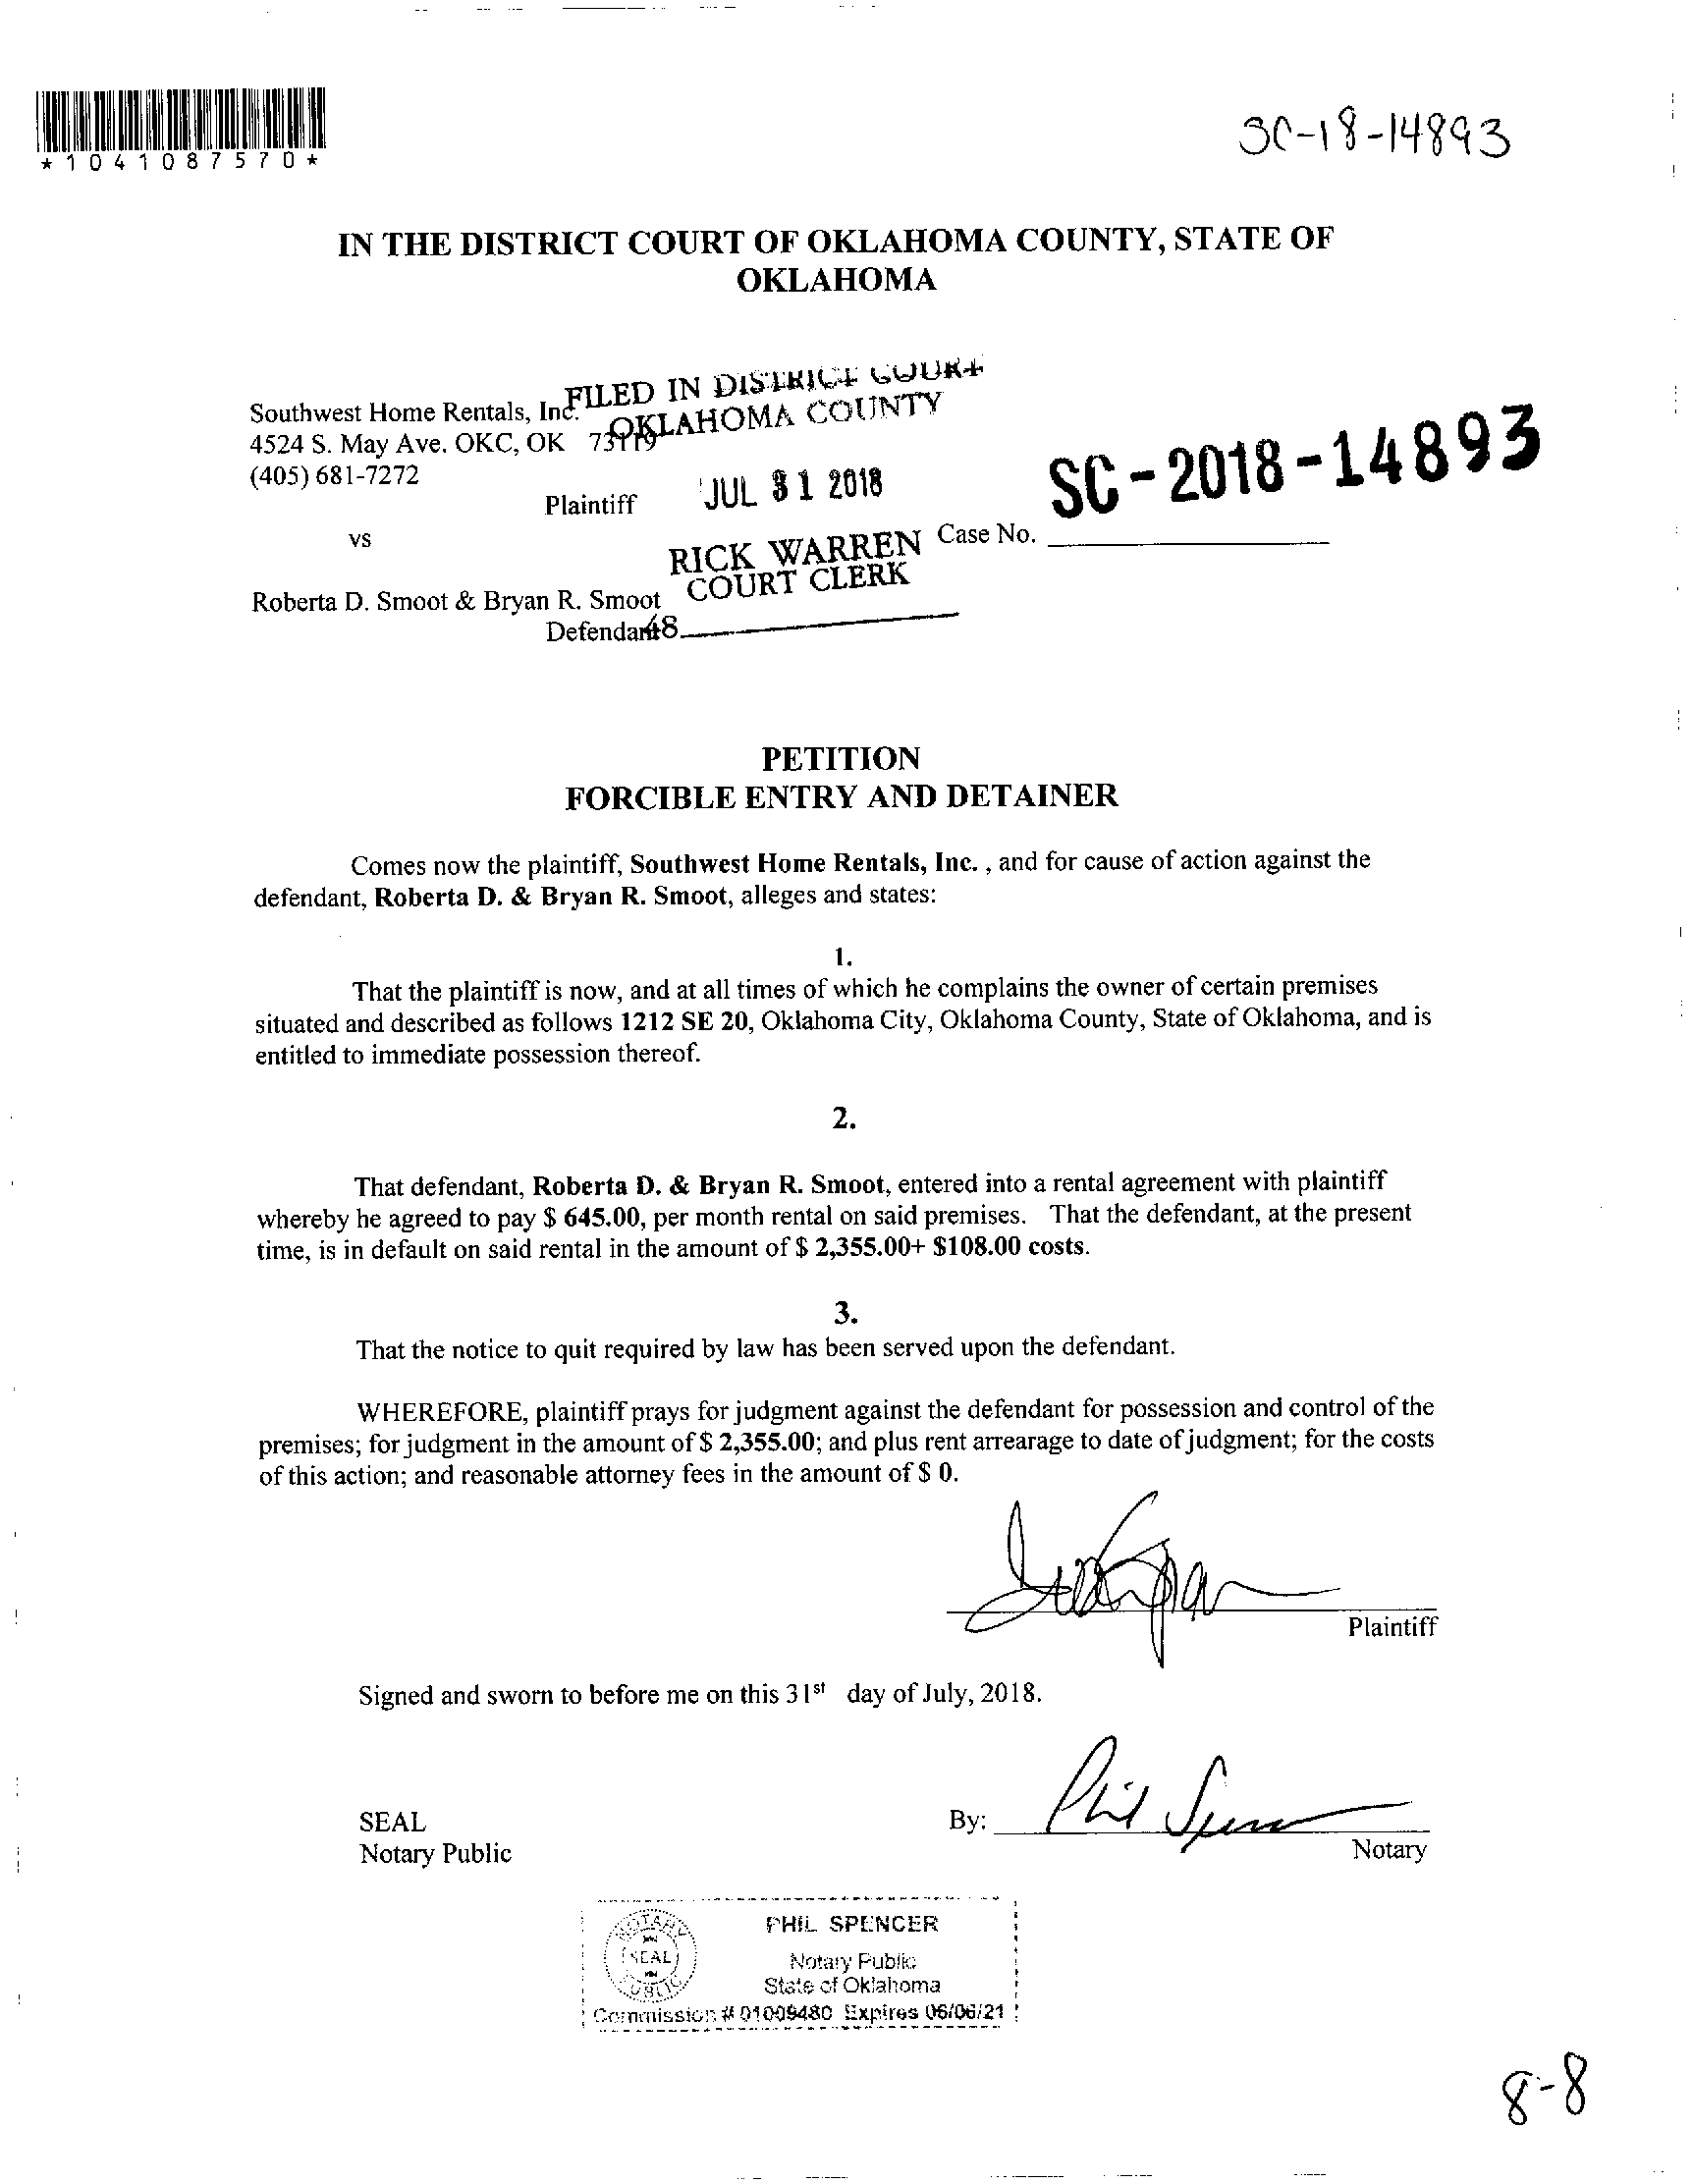 *1041087570*
SC-18-14893
IN THE DISTRICT COURT OF OKLAHOMA COUNTY, STATE OF
OKLAHOMA
FILED IN DISTRICT COURT
OKLAHOMA COUNTY
JUL 31 2018
RICK WARREN
COURT CLERK
48
Southwest Home Rentals, Inc.
4524 S. May Ave. OKC, OK 73119
(405) 681-7272
Plaintiff
vs
Case No.
SC-2018-14893
Roberta D. Smoot & Bryan R. Smoot
Defendant
PETITION
FORCIBLE ENTRY AND DETAINER
Comes now the plaintiff, Southwest Home Rentals, Inc. , and for cause of action against the
defendant, Roberta D. & Bryan R. Smoot, alleges and states:
1.
That the plaintiff is now, and at all times of which he complains the owner of certain premises
situated and described as follows 1212 SE 20, Oklahoma City, Oklahoma County, State of Oklahoma, and is
entitled to immediate possession thereof.
2.
That defendant, Roberta D. & Bryan R. Smoot, entered into a rental agreement with plaintiff
whereby he agreed to pay $ 645.00, per month rental on said premises. That the defendant, at the present
time, is in default on said rental in the amount of $ 2,355.00+ $108.00 costs.
3.
That the notice to quit required by law has been served upon the defendant.
WHEREFORE, plaintiff prays for judgment against the defendant for possession and control of the
premises; for judgment in the amount of $ 2,355.00; and plus rent arrearage to date of judgment; for the costs
of this action; and reasonable attorney fees in the amount of $ 0.
Plaintiff
Signed and sworn to before me on this 31st day of July, 2018.
SEAL
Notary Public
By: Phil Spencer
Notary
NOTARY
SEAL
PUBLIC
PHIL SPENCER
Notary Public
State of Oklahoma
Commission # 01009480 Expires 06/06/21
8-8